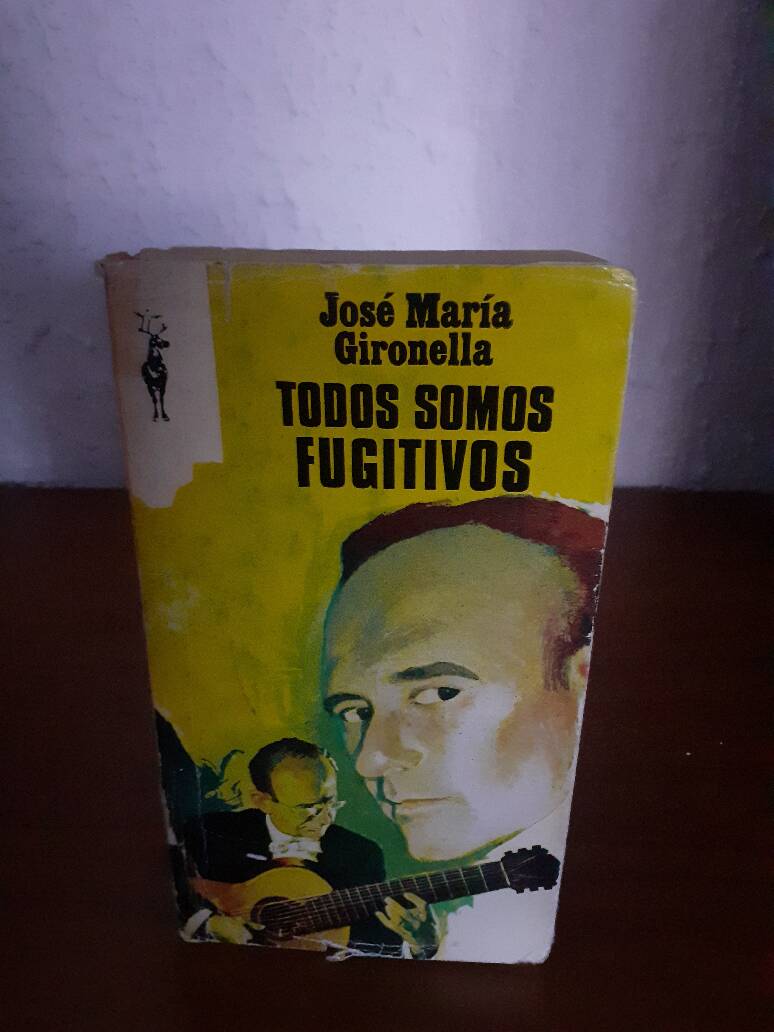 José María
Gironella
TODOS SOMOS
FUGITIVOS